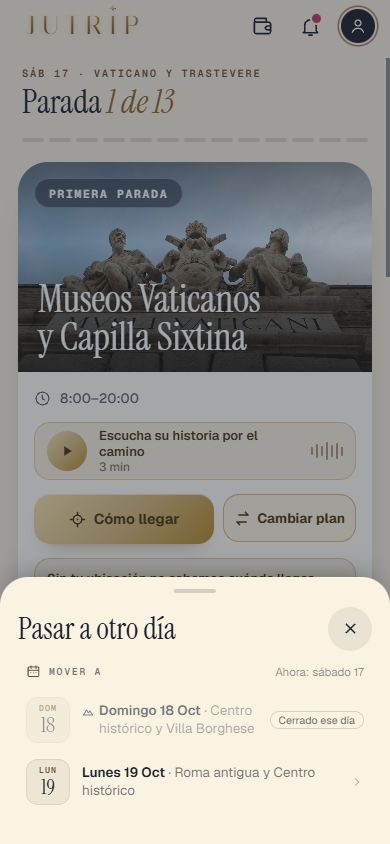 JUTRIP
SÁB 17 · VATICANO Y TRASTEVERE
Parada 1 de 13
PRIMERA PARADA
Museos Vaticanos
y Capilla Sixtina
8:00–20:00
Escucha su historia por el
camino
3 min
Cómo llegar
Cambiar plan
Pasar a otro día
MOVER A
Ahora: sábado 17
DOM
18
Domingo 18 Oct · Centro
histórico y Villa Borghese
Cerrado ese día
LUN
19
Lunes 19 Oct · Roma antigua y Centro
histórico